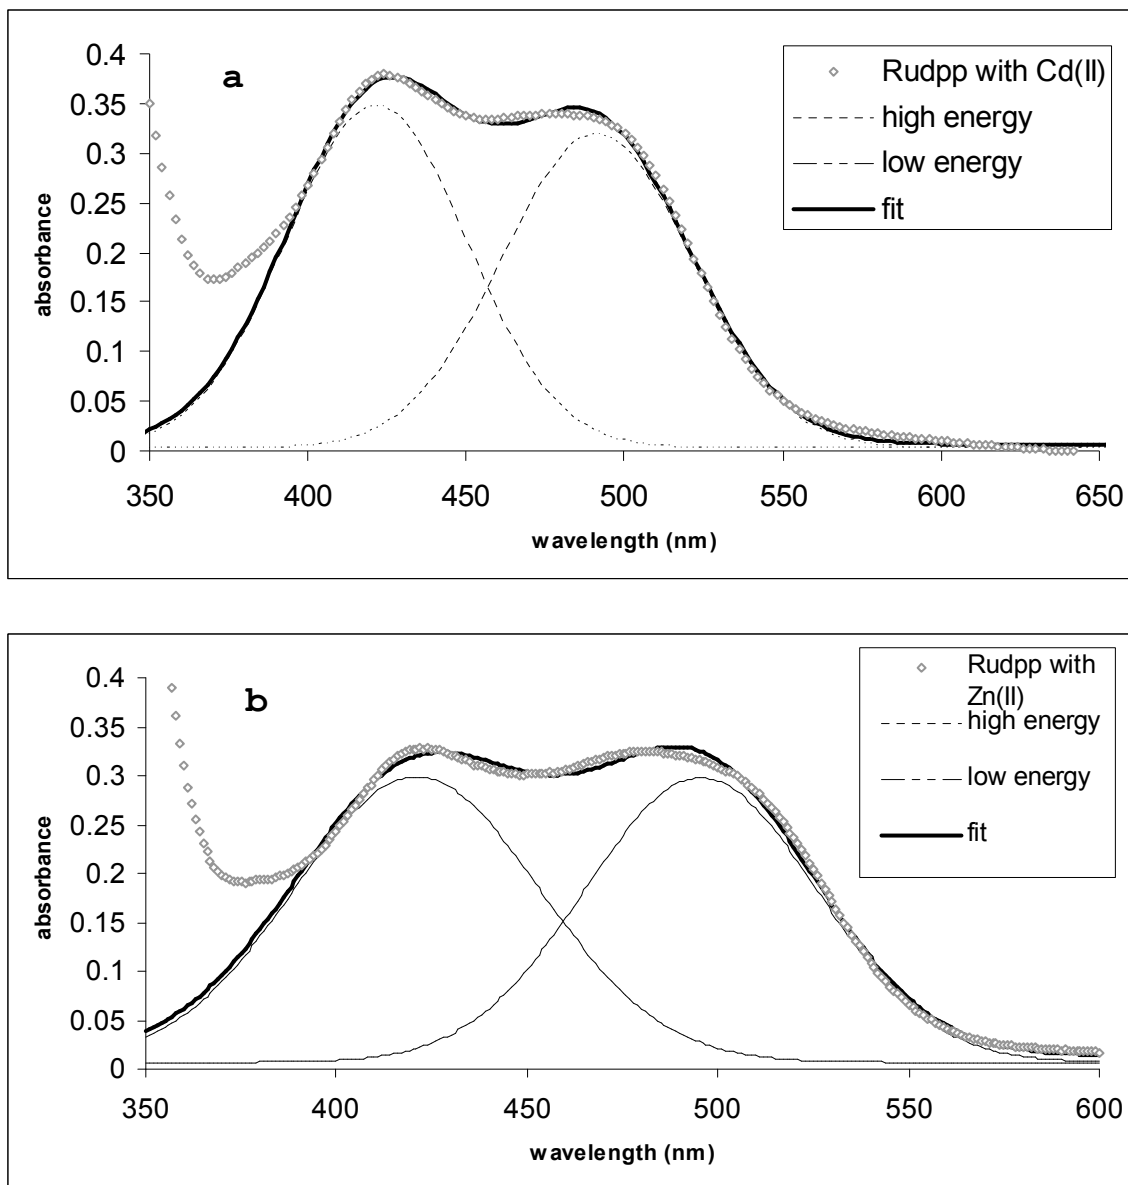 a
0.4
0.35
0.3
0.25
0.2
0.15
0.1
0.05
0
absorbance
350 400 450 500 550 600 650
wavelength (nm)
Rudpp with Cd(II)
high energy
low energy
fit
b
0.4
0.35
0.3
0.25
0.2
0.15
0.1
0.05
0
absorbance
350 400 450 500 550 600
wavelength (nm)
Rudpp with
Zn(II)
high energy
low energy
fit